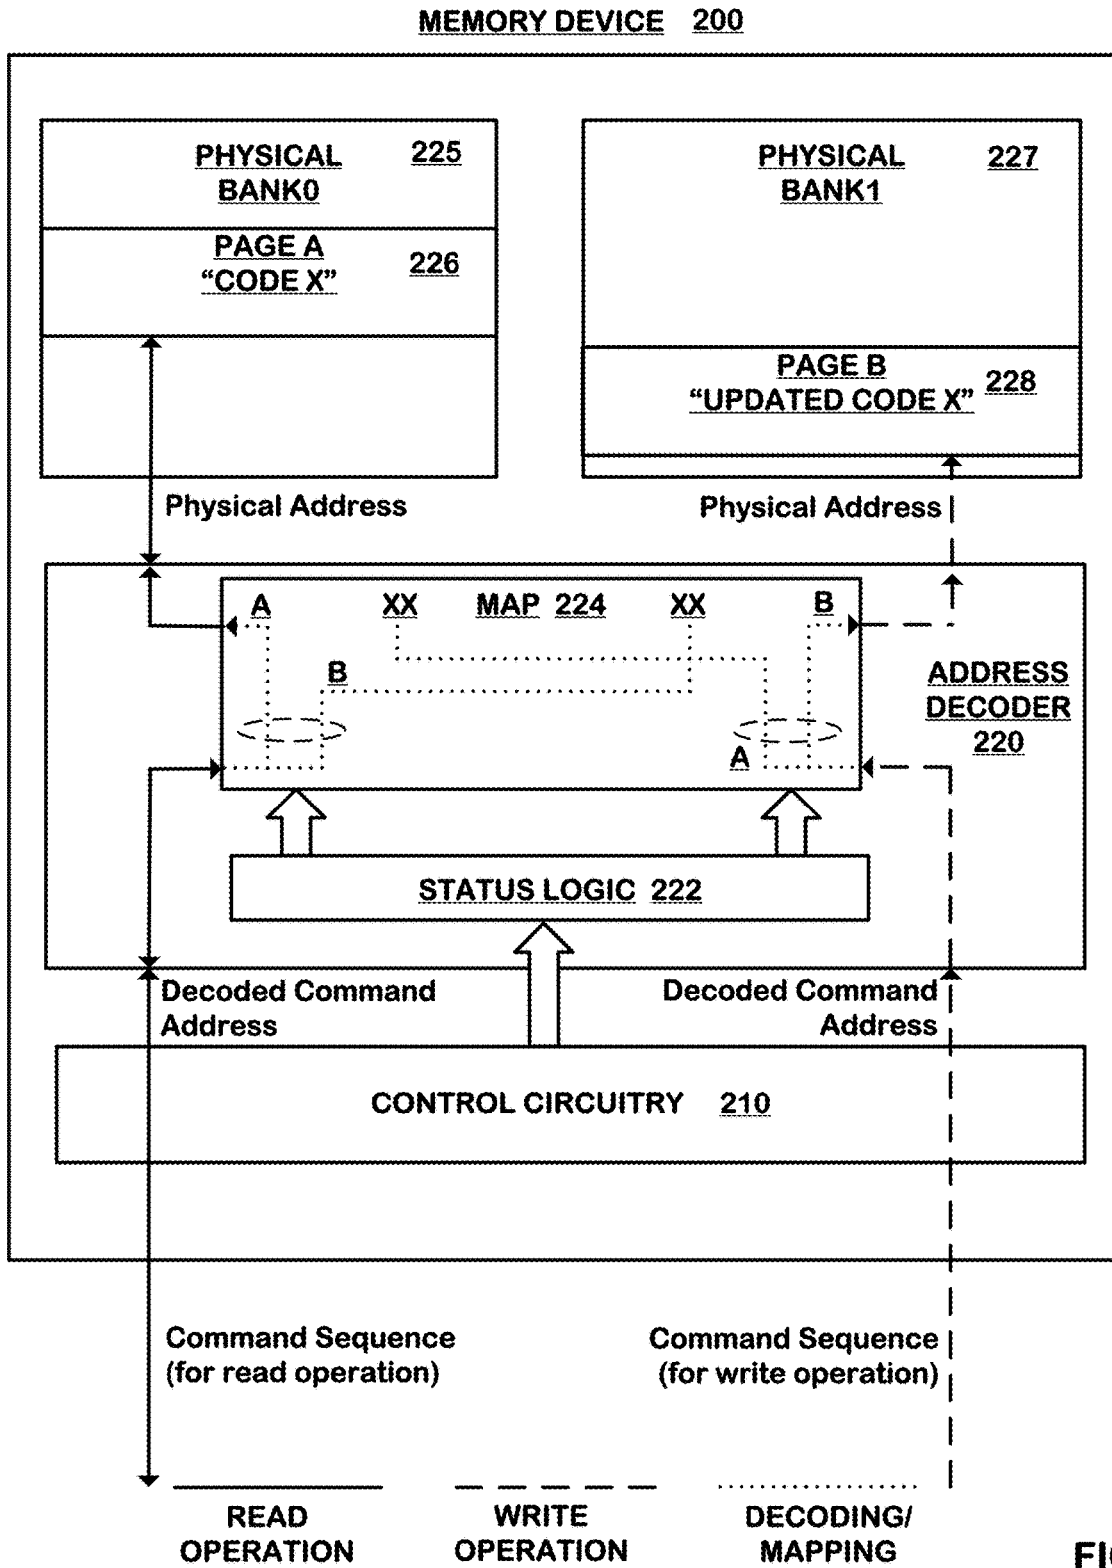 MEMORY DEVICE 200
PHYSICAL 225
BANK0
PAGE A 226
“CODE X”
PHYSICAL 227
BANK1
PAGE B 228
“UPDATED CODE X”
Physical Address
Physical Address
A XX MAP 224 XX B
B
A
ADDRESS
DECODER
220
STATUS LOGIC 222
Decoded Command
Address
Decoded Command
Address
CONTROL CIRCUITRY 210
Command Sequence
(for read operation)
Command Sequence
(for write operation)
READ
OPERATION
WRITE
OPERATION
DECODING/
MAPPING